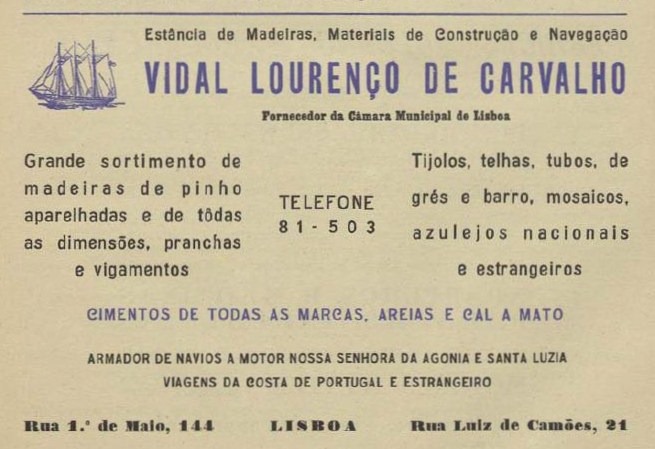 Estância de Madeiras, Materiais de Construção e Navegação
VIDAL LOURENÇO DE CARVALHO
Fornecedor da Câmara Municipal de Lisboa
Grande sortimento de
madeiras de pinho
aparelhadas e de tôdas
as dimensões, pranchas
e vigamentos
TELEFONE
81-503
Tijolos, telhas, tubos, de
grés e barro, mosaicos,
azulejos nacionais
e estrangeiros
CIMENTOS DE TODAS AS MARCAS, AREIAS E CAL A MATO
ARMADOR DE NAVIOS A MOTOR NOSSA SENHORA DA AGONIA E SANTA LUZIA
VIAGENS DA COSTA DE PORTUGAL E ESTRANGEIRO
Rua 1.º de Maio, 144 LISBOA Rua Luiz de Camões, 21